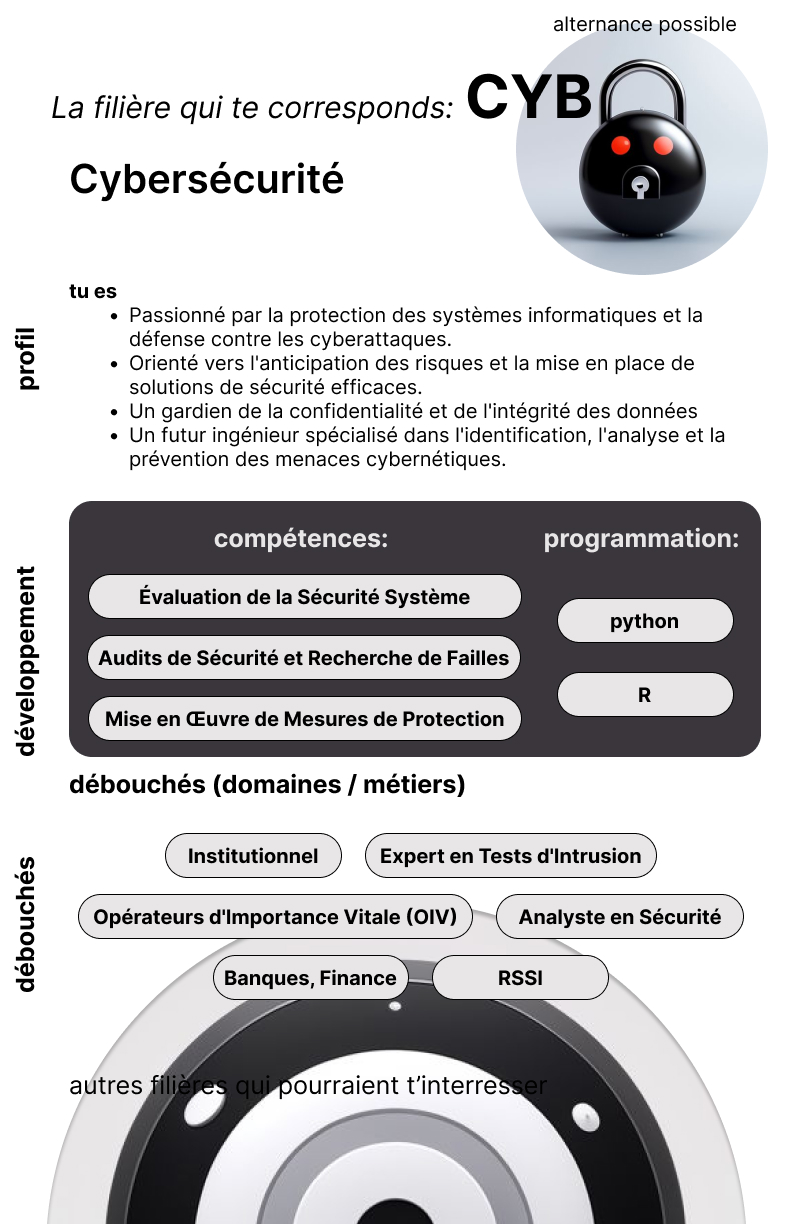 alternance possible
La filière qui te corresponds: CYB
Cybersécurité
profil
tu es
• Passionné par la protection des systèmes informatiques et la
défense contre les cyberattaques.
• Orienté vers l'anticipation des risques et la mise en place de
solutions de sécurité efficaces.
• Un gardien de la confidentialité et de l'intégrité des données
• Un futur ingénieur spécialisé dans l'identification, l'analyse et la
prévention des menaces cybernétiques.
développement
compétences:
Évaluation de la Sécurité Système
Audits de Sécurité et Recherche de Failles
Mise en Œuvre de Mesures de Protection
programmation:
python
R
débouchés (domaines / métiers)
débouchés
Institutionnel
Expert en Tests d'Intrusion
Opérateurs d'Importance Vitale (OIV)
Analyste en Sécurité
Banques, Finance
RSSI
autres filières qui pourraient t’interresser